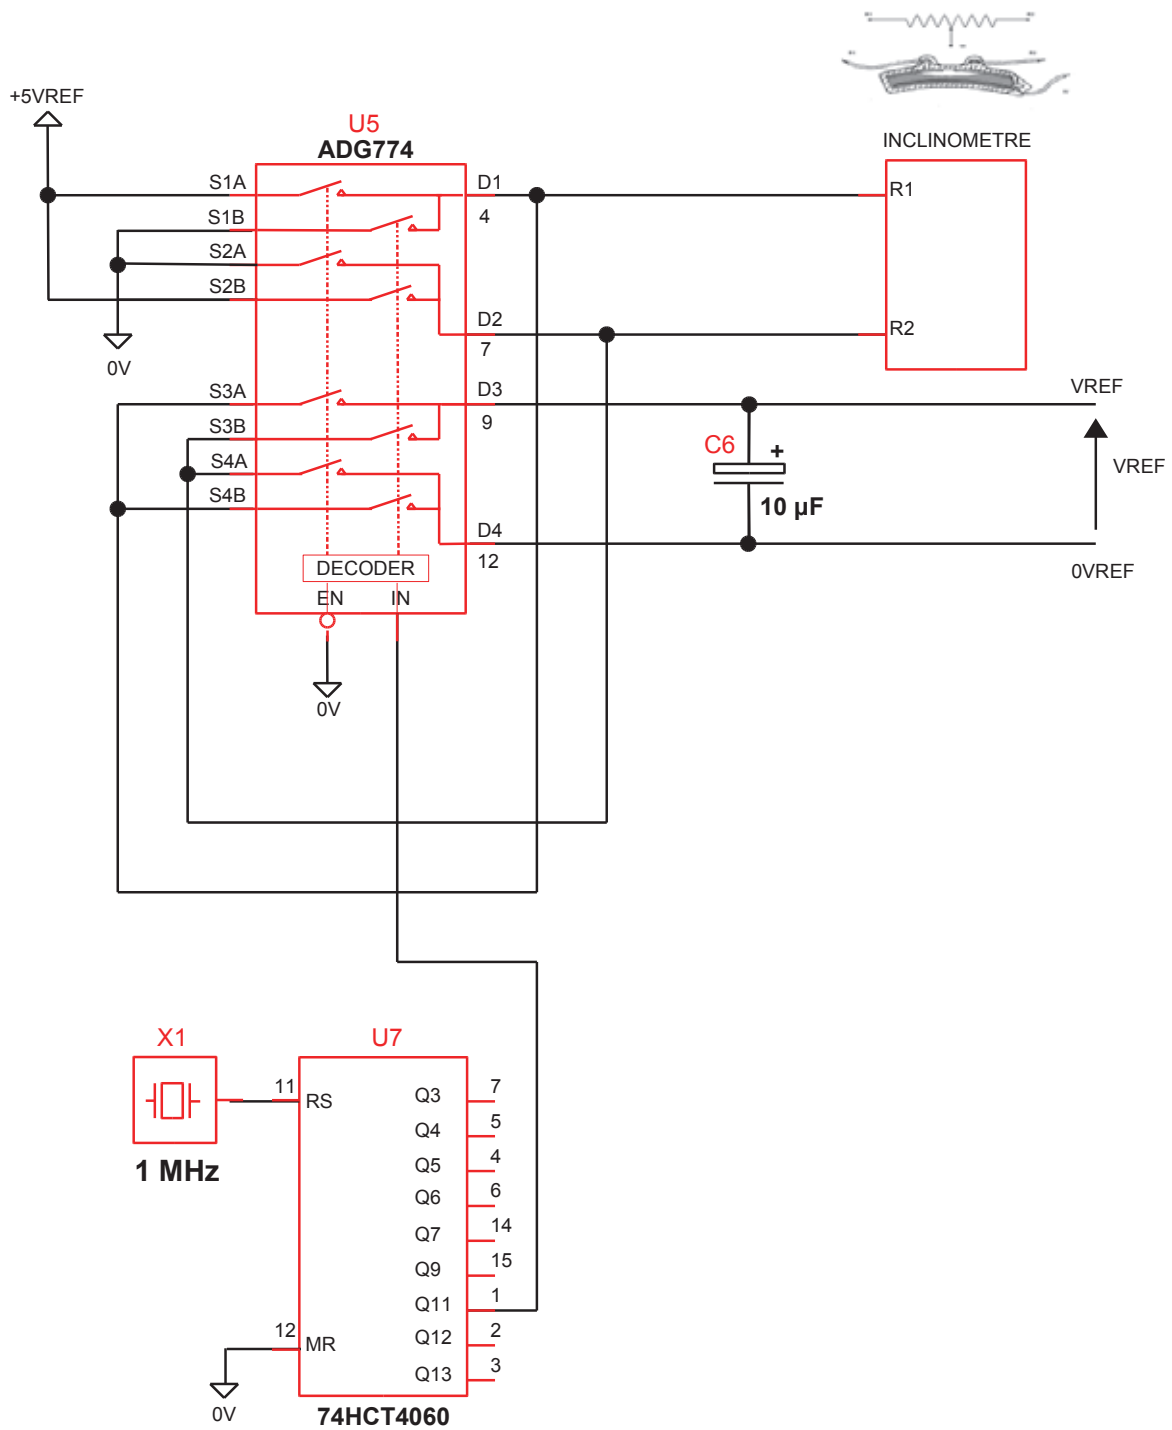 +5VREF
U5
ADG774
INCLINOMETRE
S1A
D1
R1
4
S1B
S2A
S2B
D2
R2
7
0V
S3A
D3
VREF
9
S3B
C6
+
VREF
S4A
S4B
10 µF
D4
12
0VREF
DECODER
EN
IN
0V
X1
U7
11
RS
Q3
7
Q4
5
1 MHz
Q5
4
Q6
6
Q7
14
Q9
15
Q11
1
12
MR
Q12
2
Q13
3
0V
74HCT4060